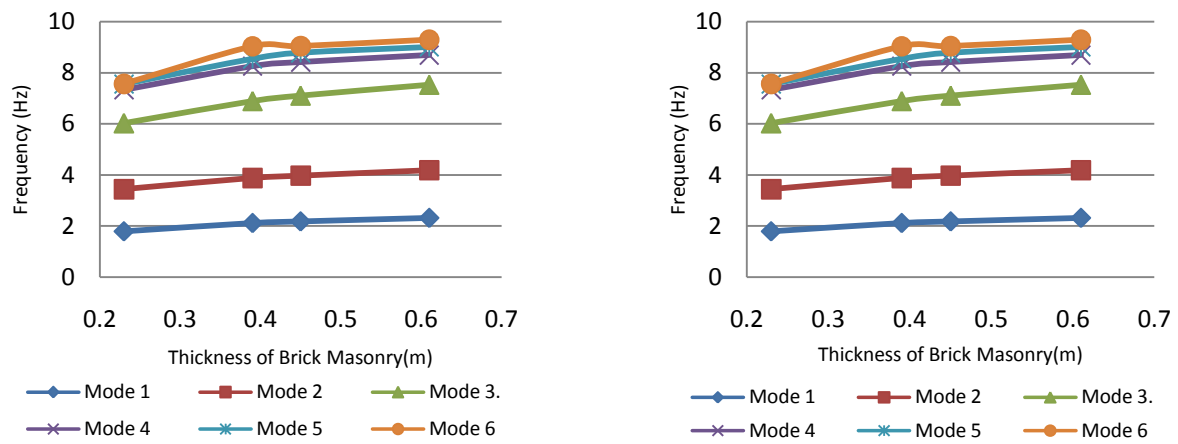 10
8
6
4
2
0
Frequency (Hz)
0.2 0.3 0.4 0.5 0.6 0.7
Thickness of Brick Masonry(m)
Mode 1 Mode 2 Mode 3.
Mode 4 Mode 5 Mode 6
10
8
6
4
2
0
Frequency (Hz)
0.2 0.3 0.4 0.5 0.6 0.7
Thickness of Brick Masonry(m)
Mode 1 Mode 2 Mode 3.
Mode 4 Mode 5 Mode 6